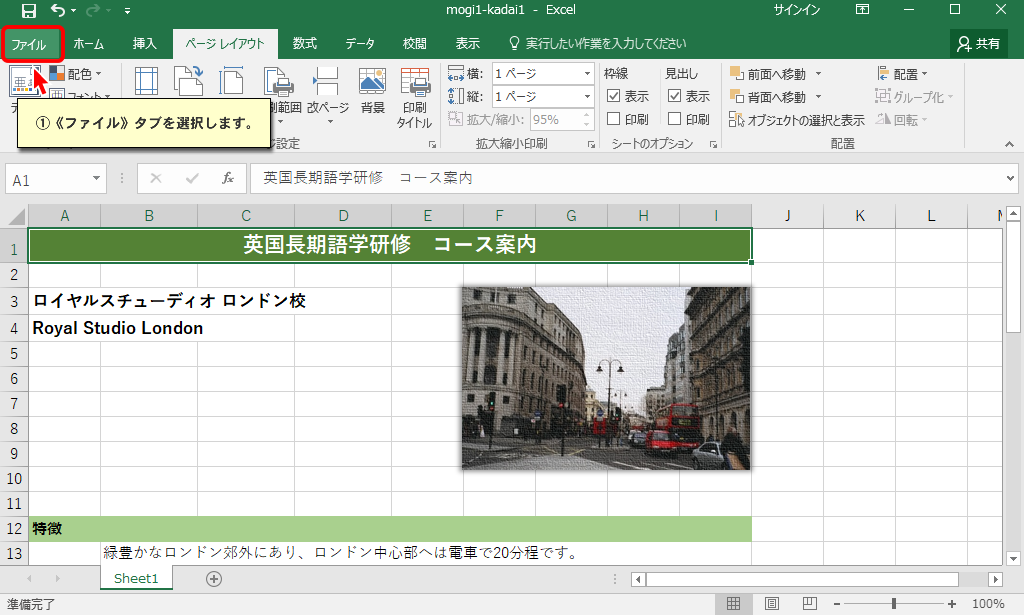 mogi1-kadai1 - Excel
サインイン
ファイル ホーム 挿入 ページ レイアウト 数式 データ 校閲 表示 実行したい作業を入力してください 共有
配色
フォント
範囲 改ページ 背景 印刷
タイトル
横: 1 ページ
縦: 1 ページ
拡大/縮小: 95%
拡大縮小印刷
枠線 見出し
表示 表示
印刷 印刷
シートのオプション
前面へ移動 配置
背面へ移動 グループ化
オブジェクトの選択と表示 回転
配置
①《ファイル》タブを選択します。
設定
A1 fx 英国長期語学研修　コース案内
A B C D E F G H I J K L
1 英国長期語学研修　コース案内
2
3 ロイヤルスチューディオ ロンドン校
4 Royal Studio London
5
6
7
8
9
10
11
12 特徴
13 緑豊かなロンドン郊外にあり、ロンドン中心部へは電車で20分程です。
Sheet1
準備完了 100%